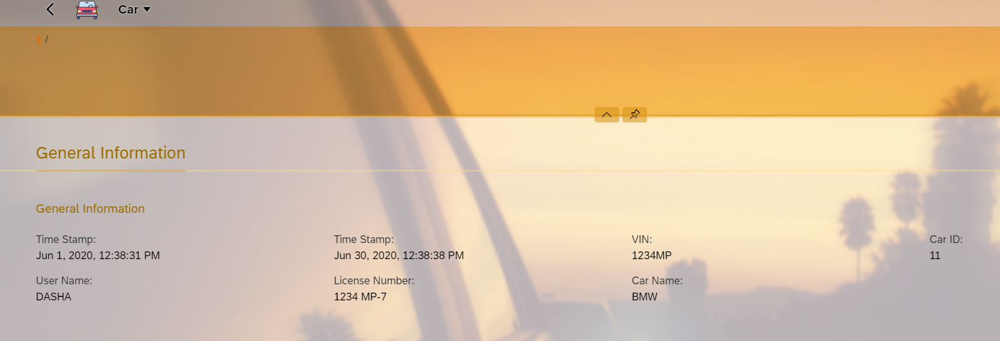 Car
1 /
General Information
General Information
Time Stamp:
Jun 1, 2020, 12:38:31 PM
Time Stamp:
Jun 30, 2020, 12:38:38 PM
VIN:
1234MP
Car ID:
11
User Name:
DASHA
License Number:
1234 MP-7
Car Name:
BMW